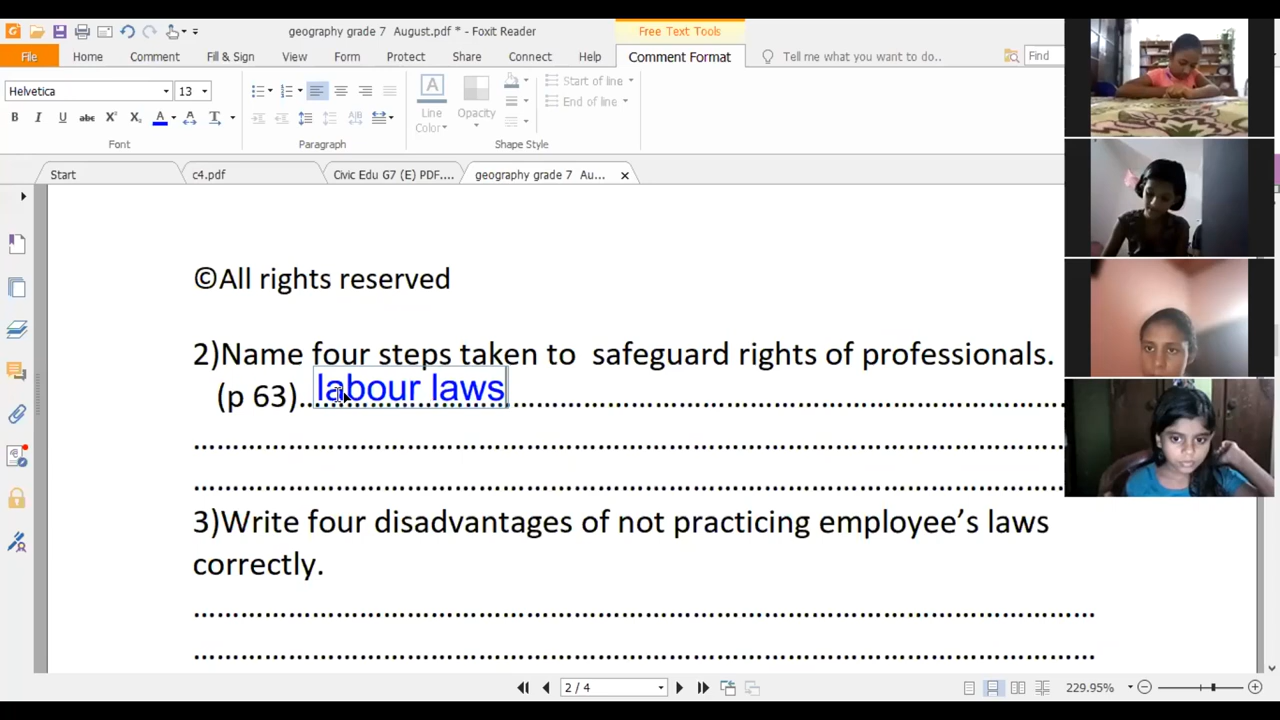 geography grade 7 August.pdf * - Foxit Reader
Free Text Tools
File Home Comment Fill & Sign View Form Protect Share Connect Help Comment Format Tell me what you want to do.. Find
Helvetica 13
Line Color Opacity
Start of line
End of line
Font Paragraph Shape Style
Start c4.pdf Civic Edu G7 (E) PDF.... geography grade 7 Au...
©All rights reserved
2)Name four steps taken to safeguard rights of professionals.
(p 63)
labour laws
3)Write four disadvantages of not practicing employee’s laws
correctly.
2 / 4
229.95%